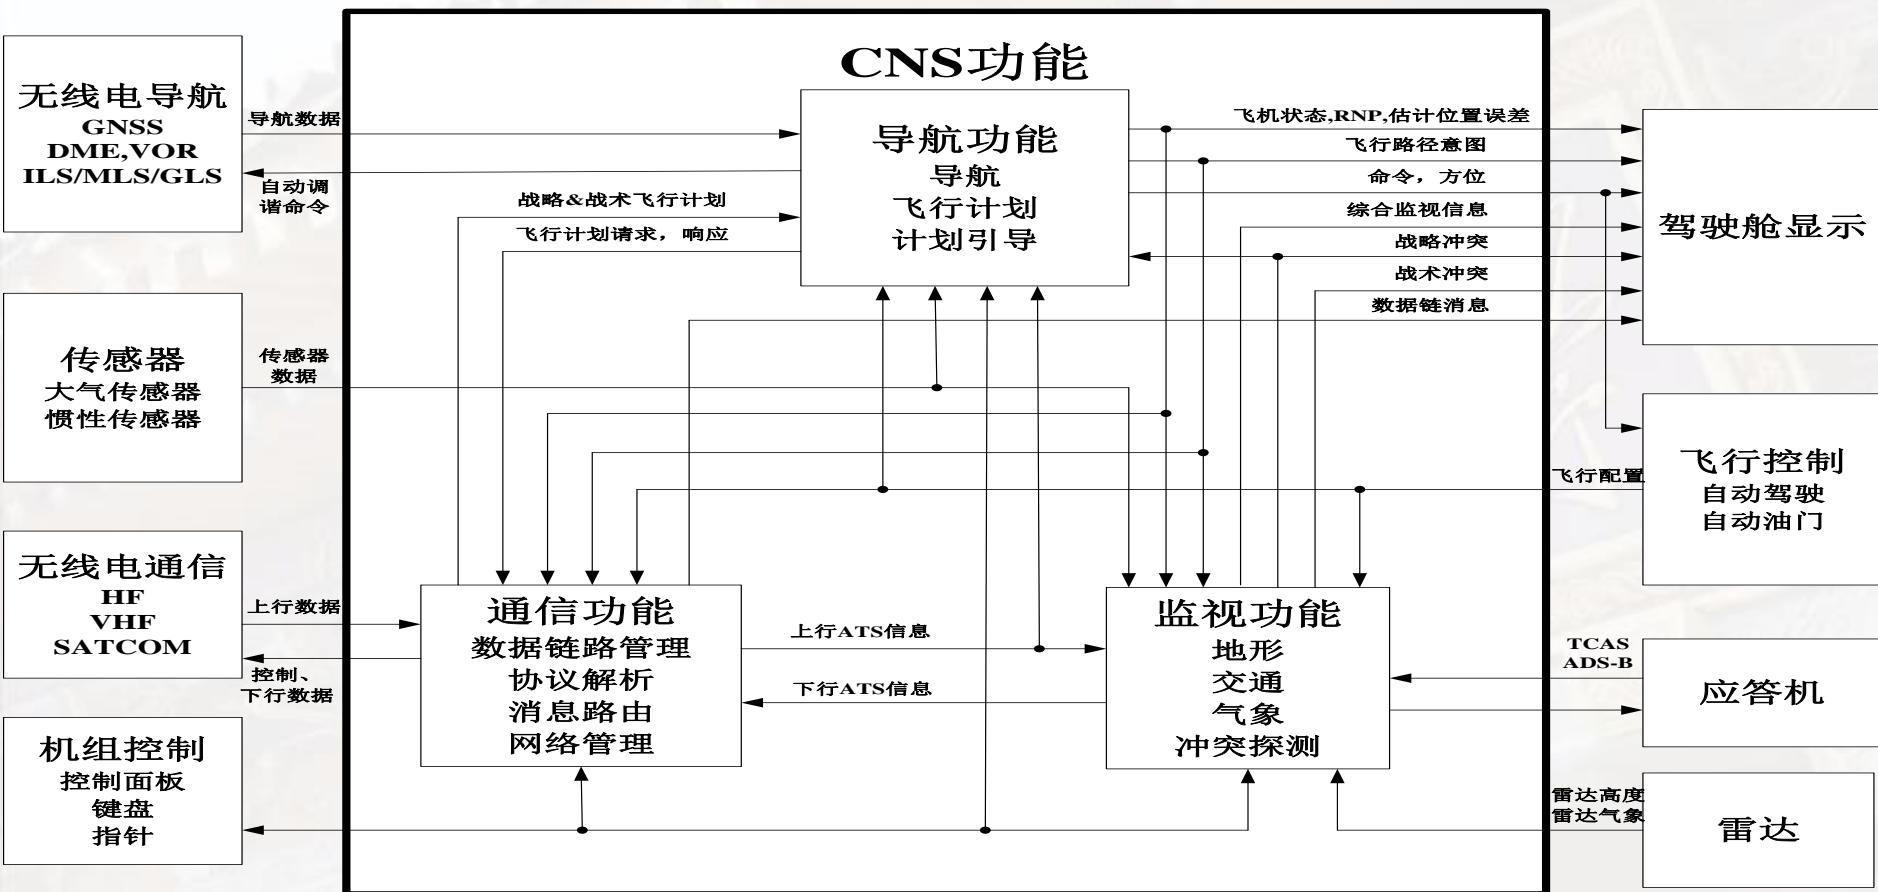 CNS功能
无线电导航
GNSS
DME,VOR
ILS/MLS/GLS
导航数据
自动调
谐命令
传感器
大气传感器
惯性传感器
传感器
数据
无线电通信
HF
VHF
SATCOM
上行数据
控制、
下行数据
机组控制
控制面板
键盘
指针
导航功能
导航
飞行计划
计划引导
战略&战术飞行计划
飞行计划请求，响应
通信功能
数据链路管理
协议解析
消息路由
网络管理
上行ATS信息
下行ATS信息
监视功能
地形
交通
气象
冲突探测
飞机状态,RNP,估计位置误差
飞行路径意图
命令，方位
综合监视信息
战略冲突
战术冲突
数据链消息
驾驶舱显示
飞行配置
飞行控制
自动驾驶
自动油门
TCAS
ADS-B
应答机
雷达高度
雷达气象
雷达